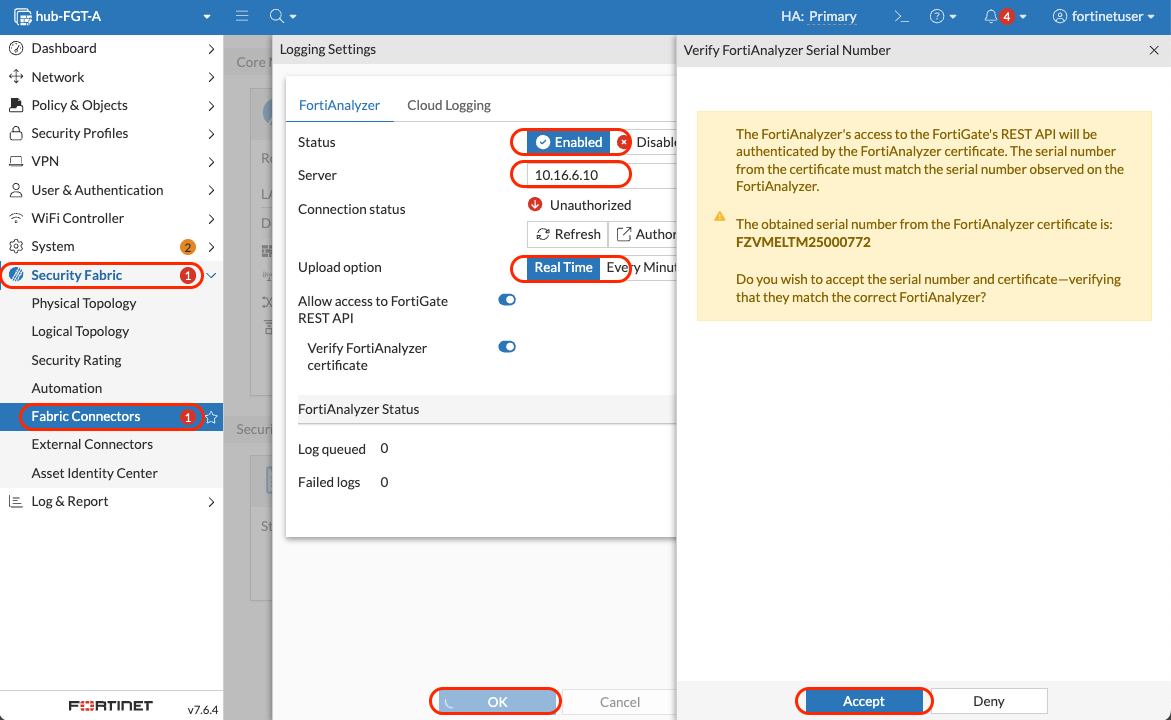 hub-FGT-A
HA: Primary
4
fortinetuser
Dashboard
Network
Policy & Objects
Security Profiles
VPN
User & Authentication
WiFi Controller
System 2
Security Fabric 1
Physical Topology
Logical Topology
Security Rating
Automation
Fabric Connectors 1
External Connectors
Asset Identity Center
Log & Report
FORTINET
v7.6.4
Core
Securi
Logging Settings
FortiAnalyzer Cloud Logging
Status Enabled Disabl
Server 10.16.6.10
Connection status Unauthorized
Refresh Author
Upload option Real Time Every Minut
Allow access to FortiGate
REST API
Verify FortiAnalyzer
certificate
FortiAnalyzer Status
Log queued 0
Failed logs 0
OK Cancel
Verify FortiAnalyzer Serial Number
The FortiAnalyzer's access to the FortiGate's REST API will be
authenticated by the FortiAnalyzer certificate. The serial number
from the certificate must match the serial number observed on the
FortiAnalyzer.
The obtained serial number from the FortiAnalyzer certificate is:
FZVMELTM25000772
Do you wish to accept the serial number and certificate—verifying
that they match the correct FortiAnalyzer?
Accept Deny